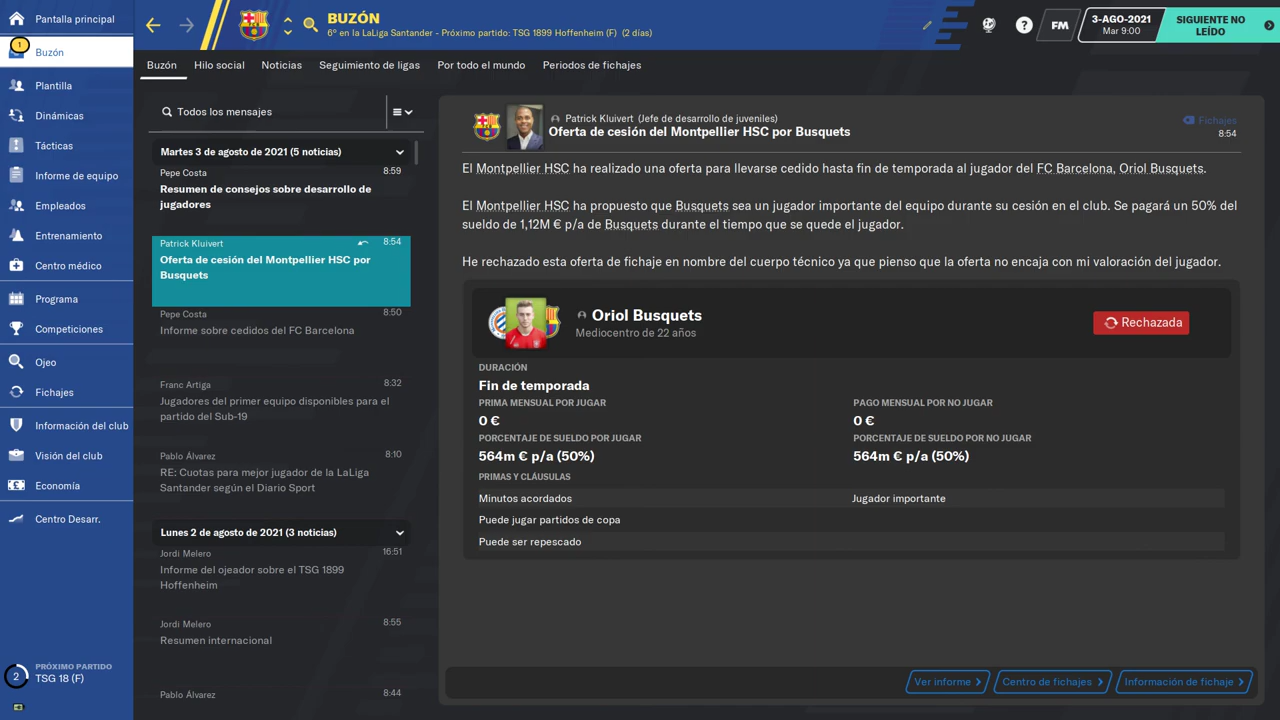 Pantalla principal
1
Buzón
Plantilla
Dinámicas
Tácticas
Informe de equipo
Empleados
Entrenamiento
Centro médico
Programa
Competiciones
Ojeo
Fichajes
Información del club
Visión del club
Economía
Centro Desarr.
2
PRÓXIMO PARTIDO
TSG 18 (F)
BUZÓN
6º en la LaLiga Santander - Próximo partido: TSG 1899 Hoffenheim (F) (2 días)
?
FM
3-AGO-2021
Mar 9:00
SIGUIENTE NO
LEÍDO
Buzón
Hilo social
Noticias
Seguimiento de ligas
Por todo el mundo
Periodos de fichajes
Todos los mensajes
Martes 3 de agosto de 2021 (5 noticias)
Pepe Costa 8:59
Resumen de consejos sobre desarrollo de
jugadores
Patrick Kluivert 8:54
Oferta de cesión del Montpellier HSC por
Busquets
Pepe Costa 8:50
Informe sobre cedidos del FC Barcelona
Franc Artiga 8:32
Jugadores del primer equipo disponibles para el
partido del Sub-19
Pablo Álvarez 8:10
RE: Cuotas para mejor jugador de la LaLiga
Santander según el Diario Sport
Lunes 2 de agosto de 2021 (3 noticias)
Jordi Melero 16:51
Informe del ojeador sobre el TSG 1899
Hoffenheim
Jordi Melero 8:55
Resumen internacional
Pablo Álvarez 8:44
Patrick Kluivert (Jefe de desarrollo de juveniles)
Oferta de cesión del Montpellier HSC por Busquets
Fichajes
8:54
El Montpellier HSC ha realizado una oferta para llevarse cedido hasta fin de temporada al jugador del FC Barcelona, Oriol Busquets.
El Montpellier HSC ha propuesto que Busquets sea un jugador importante del equipo durante su cesión en el club. Se pagará un 50% del
sueldo de 1,12M € p/a de Busquets durante el tiempo que se quede el jugador.
He rechazado esta oferta de fichaje en nombre del cuerpo técnico ya que pienso que la oferta no encaja con mi valoración del jugador.
Oriol Busquets
Mediocentro de 22 años
Rechazada
DURACIÓN
Fin de temporada
PRIMA MENSUAL POR JUGAR PAGO MENSUAL POR NO JUGAR
0 € 0 €
PORCENTAJE DE SUELDO POR JUGAR PORCENTAJE DE SUELDO POR NO JUGAR
564m € p/a (50%) 564m € p/a (50%)
PRIMAS Y CLÁUSULAS
Minutos acordados Jugador importante
Puede jugar partidos de copa
Puede ser repescado
Ver informe
Centro de fichajes
Información de fichaje